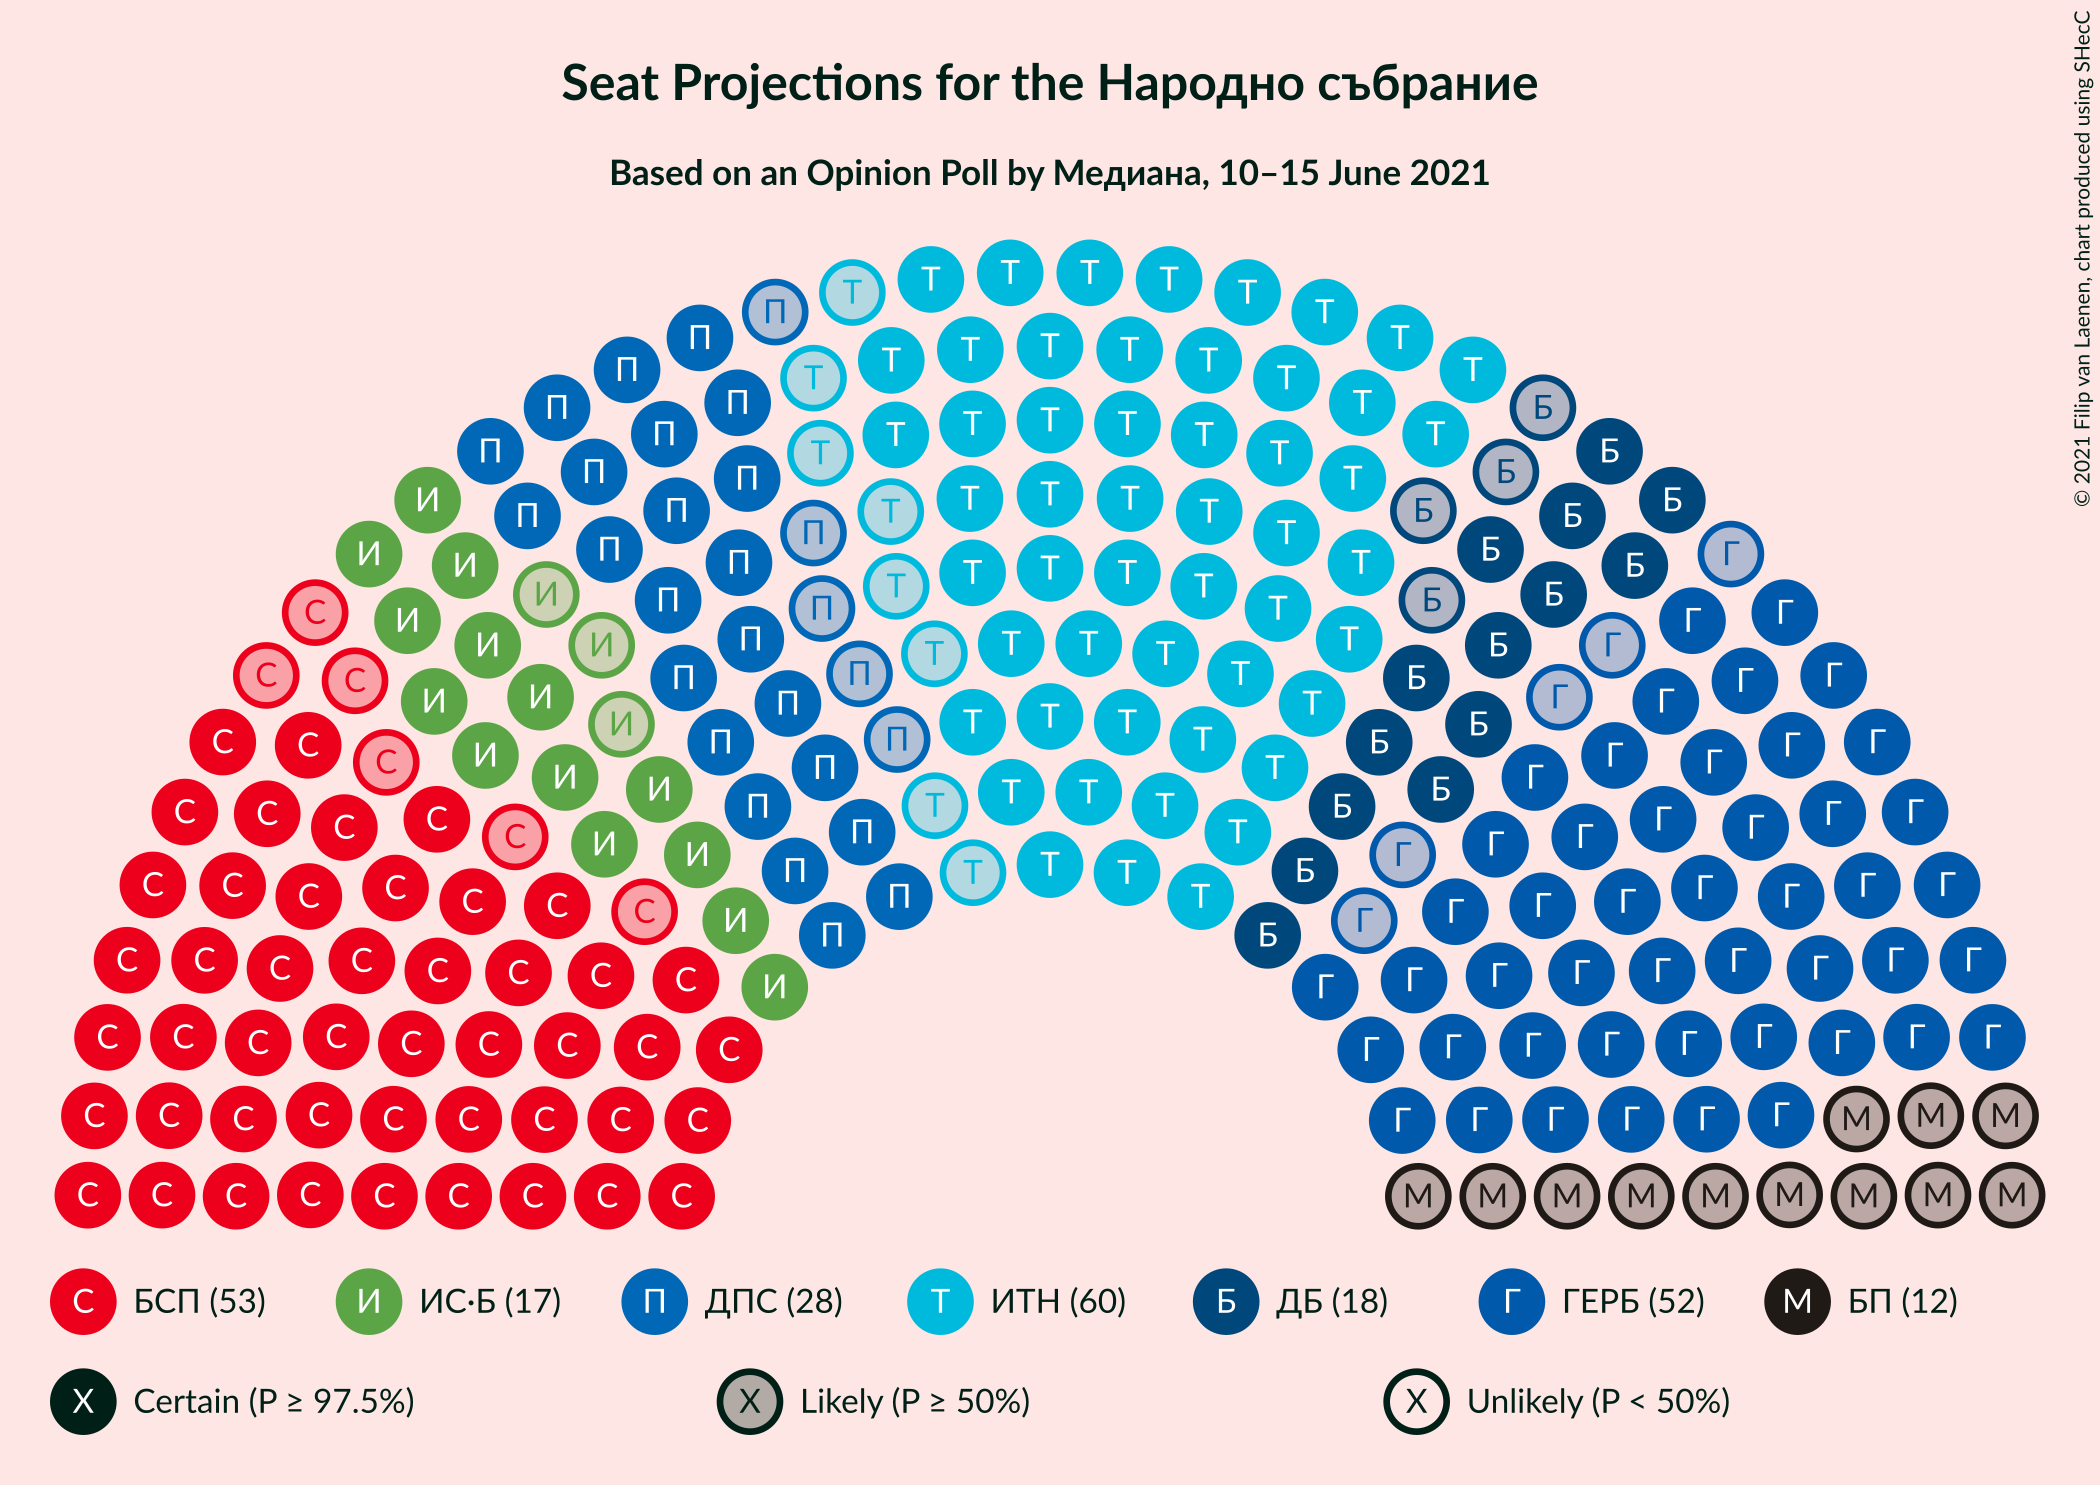 Seat Projections for the Народно събрание
Based on an Opinion Poll by Медиана, 10–15 June 2021
© 2021 Filip van Laenen, chart produced using SHecC
С БСП (53) И ИС·Б (17) П ДПС (28) Т ИТН (60) Б ДБ (18) Г ГЕРБ (52) М БП (12)
X Certain (P ≥ 97.5%) X Likely (P ≥ 50%) X Unlikely (P < 50%)